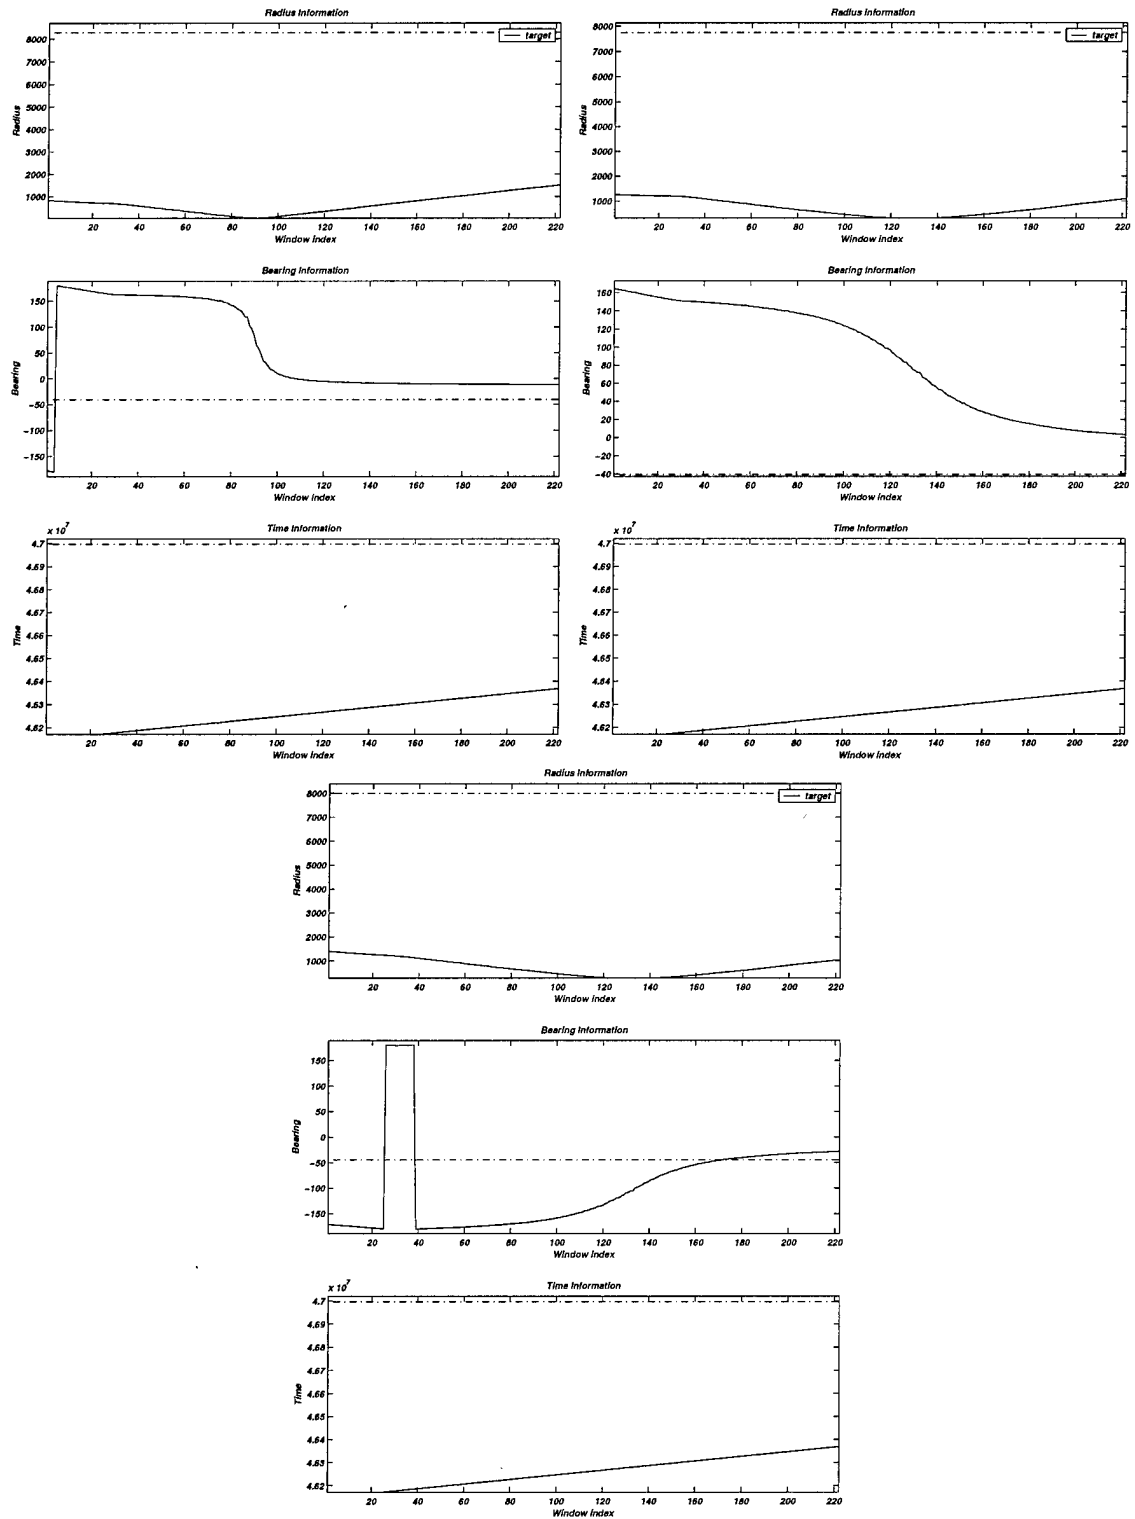 Radius Information
8000
7000
6000
5000
4000
3000
2000
1000
Radius
target
20 40 60 80 100 120 140 160 180 200 220
Window Index
Radius Information
8000
7000
6000
5000
4000
3000
2000
1000
Radius
target
20 40 60 80 100 120 140 160 180 200 220
Window Index
Bearing Information
150
100
50
0
-50
-100
-150
Bearing
20 40 60 80 100 120 140 160 180 200 220
Window Index
Bearing Information
160
140
120
100
80
60
40
20
0
-20
-40
Bearing
20 40 60 80 100 120 140 160 180 200 220
Window Index
x 10^7
Time Information
4.7
4.69
4.68
4.67
4.66
4.65
4.64
4.63
4.62
Time
20 40 60 80 100 120 140 160 180 200 220
Window Index
x 10^7
Time Information
4.7
4.69
4.68
4.67
4.66
4.65
4.64
4.63
4.62
Time
20 40 60 80 100 120 140 160 180 200 220
Window Index
Radius Information
8000
7000
6000
5000
4000
3000
2000
1000
Radius
target
20 40 60 80 100 120 140 160 180 200 220
Window Index
Bearing Information
150
100
50
0
-50
-100
-150
Bearing
20 40 60 80 100 120 140 160 180 200 220
Window Index
x 10^7
Time Information
4.7
4.69
4.68
4.67
4.66
4.65
4.64
4.63
4.62
Time
20 40 60 80 100 120 140 160 180 200 220
Window Index